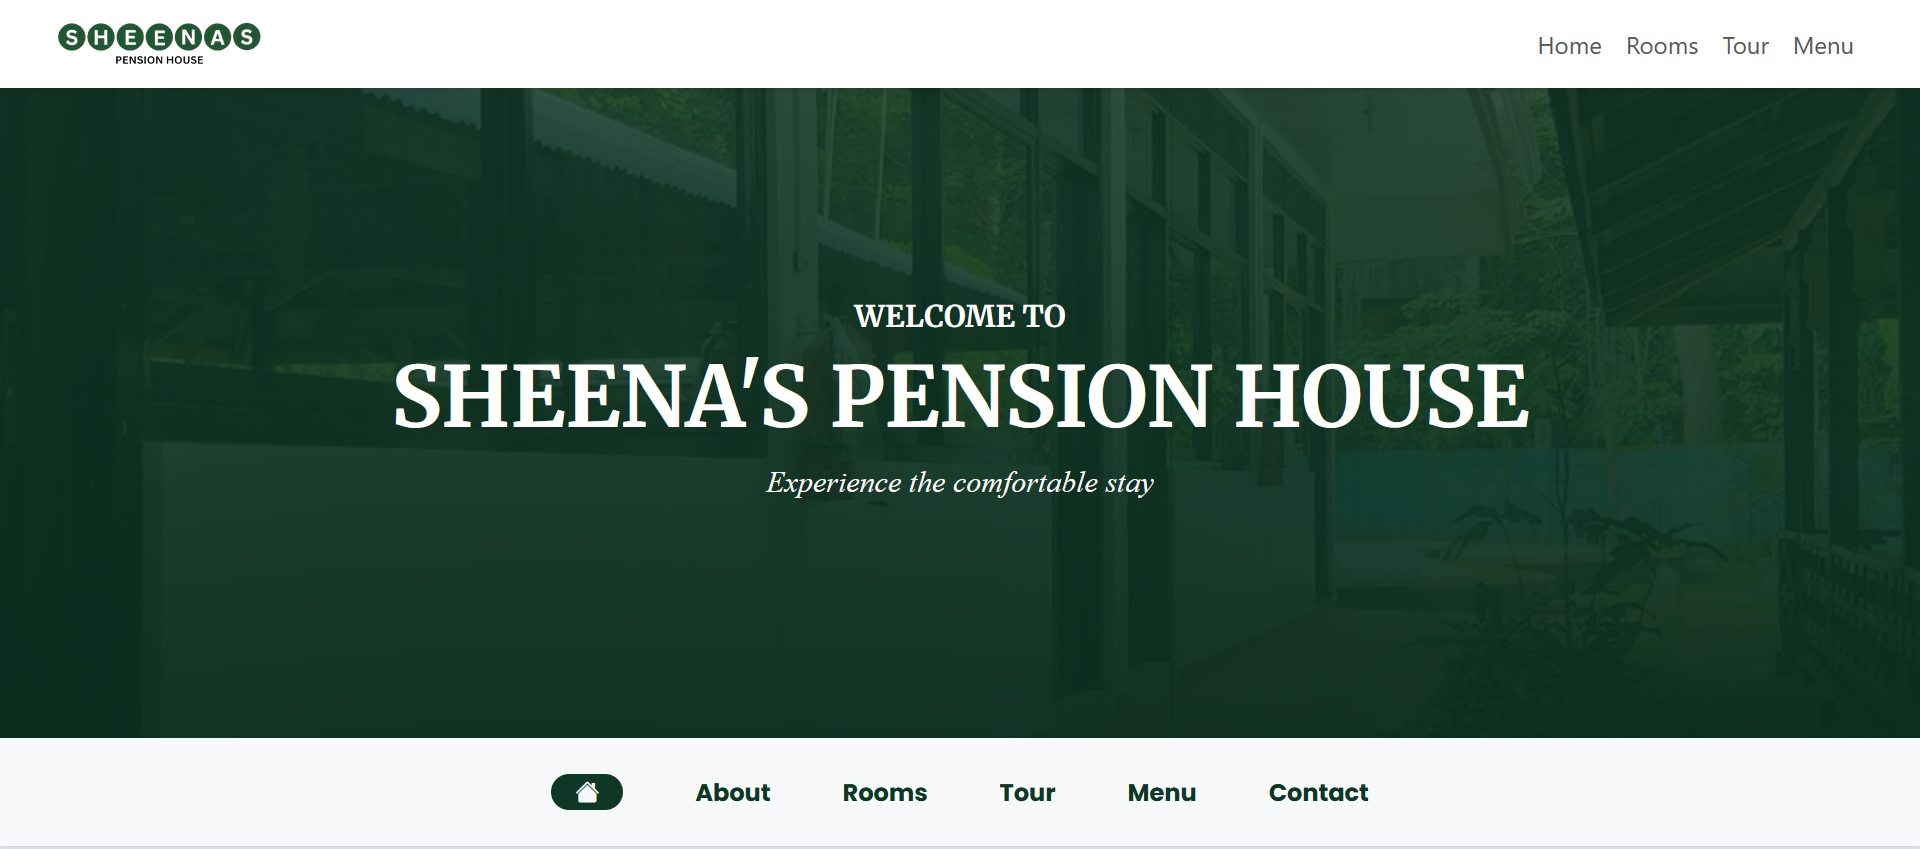 SHEENAS
PENSION HOUSE
Home Rooms Tour Menu
WELCOME TO
SHEENA'S PENSION HOUSE
Experience the comfortable stay
About Rooms Tour Menu Contact